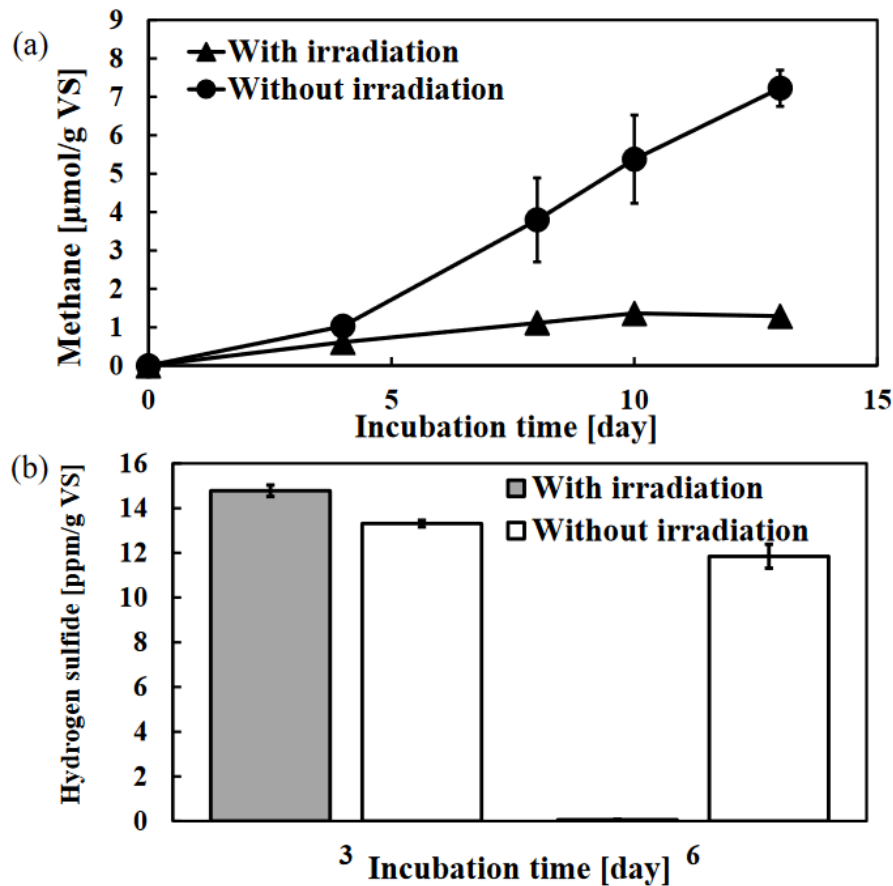 (a)
Methane [µmol/g VS]
9
8
7
6
5
4
3
2
1
0
With irradiation
Without irradiation
0 5 10 15
Incubation time [day]
(b)
Hydrogen sulfide [ppm/g VS]
16
14
12
10
8
6
4
2
0
With irradiation
Without irradiation
3 6
Incubation time [day]